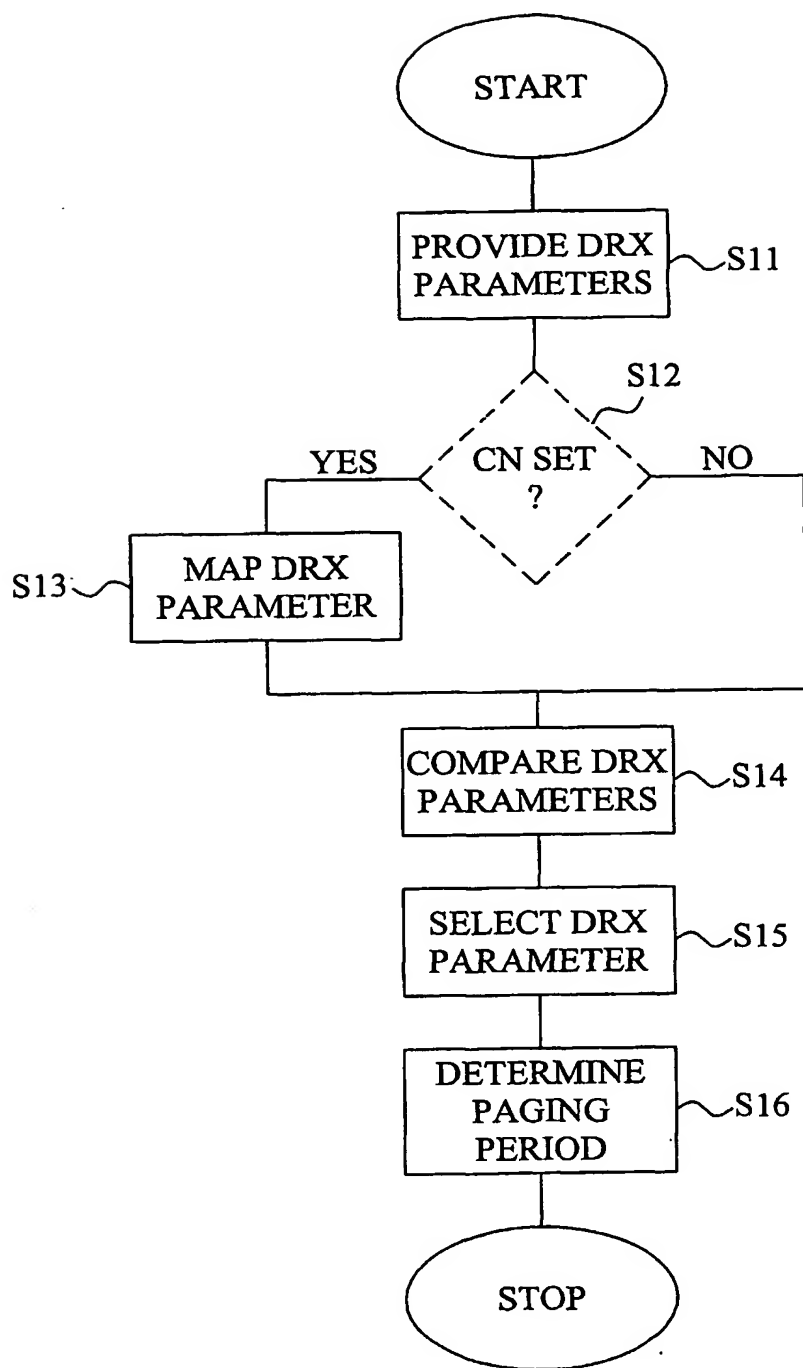 START
PROVIDE DRX
PARAMETERS
S11
S12
CN SET
?
YES
NO
S13
MAP DRX
PARAMETER
COMPARE DRX
PARAMETERS
S14
SELECT DRX
PARAMETER
S15
DETERMINE
PAGING
PERIOD
S16
STOP